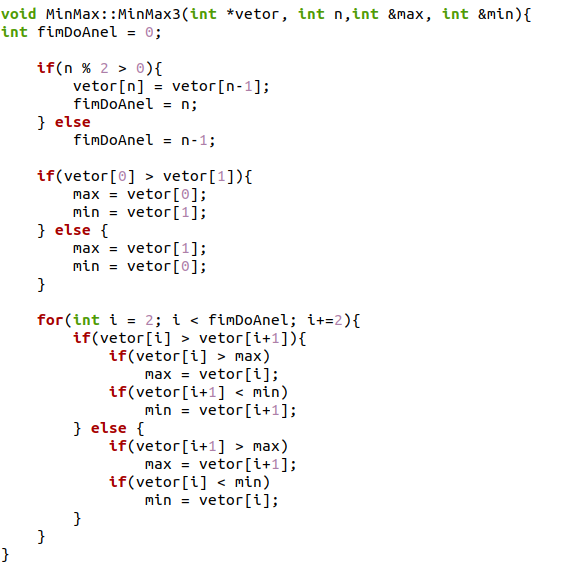 void MinMax::MinMax3(int *vetor, int n,int &max, int &min){
int fimDoAnel = 0;

    if(n % 2 > 0){
        vetor[n] = vetor[n-1];
        fimDoAnel = n;
    } else
        fimDoAnel = n-1;

    if(vetor[0] > vetor[1]){
        max = vetor[0];
        min = vetor[1];
    } else {
        max = vetor[1];
        min = vetor[0];
    }

    for(int i = 2; i < fimDoAnel; i+=2){
        if(vetor[i] > vetor[i+1]){
            if(vetor[i] > max)
                max = vetor[i];
            if(vetor[i+1] < min)
                min = vetor[i+1];
        } else {
            if(vetor[i+1] > max)
                max = vetor[i+1];
            if(vetor[i] < min)
                min = vetor[i];
        }
    }
}